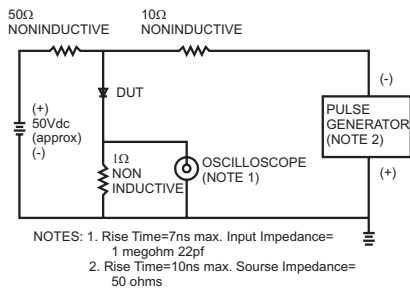 50Ω
NONINDUCTIVE
10Ω
NONINDUCTIVE
DUT
(+)
50Vdc
(approx)
(-)
1Ω
NON
INDUCTIVE
OSCILLOSCOPE
(NOTE 1)
(-)
PULSE
GENERATOR
(NOTE 2)
(+)
NOTES: 1. Rise Time=7ns max. Input Impedance=
1 megohm 22pf
2. Rise Time=10ns max. Sourse Impedance=
50 ohms